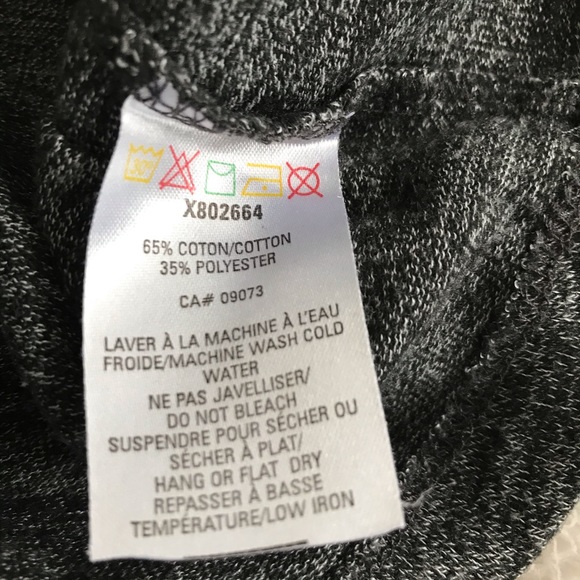 30°
X802664
65% COTON/COTTON
35% POLYESTER
CA# 09073
LAVER À LA MACHINE À L'EAU
FROIDE/MACHINE WASH COLD
WATER
NE PAS JAVELLISER/
DO NOT BLEACH
SUSPENDRE POUR SÉCHER OU
SÉCHER À PLAT/
HANG OR FLAT DRY
REPASSER À BASSE
TEMPÉRATURE/LOW IRON